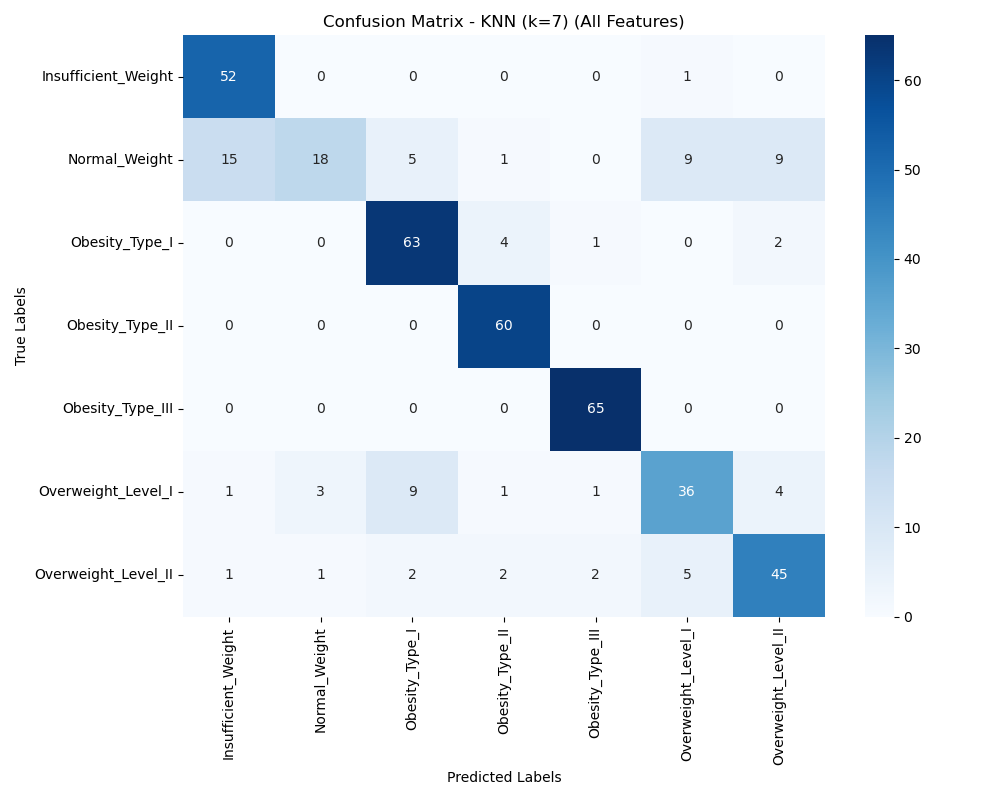 Confusion Matrix - KNN (k=7) (All Features)
True Labels
Insufficient_Weight 52 0 0 0 0 1 0
Normal_Weight 15 18 5 1 0 9 9
Obesity_Type_I 0 0 63 4 1 0 2
Obesity_Type_II 0 0 0 60 0 0 0
Obesity_Type_III 0 0 0 0 65 0 0
Overweight_Level_I 1 3 9 1 1 36 4
Overweight_Level_II 1 1 2 2 2 5 45
Insufficient_Weight
Normal_Weight
Obesity_Type_I
Obesity_Type_II
Obesity_Type_III
Overweight_Level_I
Overweight_Level_II
Predicted Labels
60
50
40
30
20
10
0